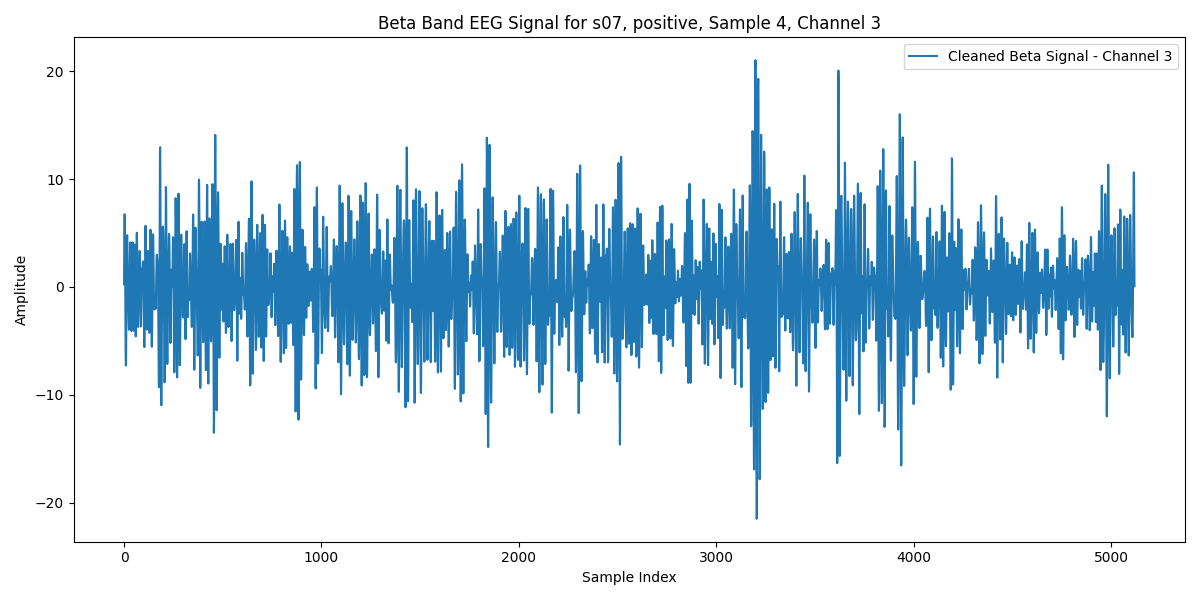 Beta Band EEG Signal for s07, positive, Sample 4, Channel 3
Cleaned Beta Signal - Channel 3
Amplitude
20
10
0
−10
−20
0 1000 2000 3000 4000 5000
Sample Index